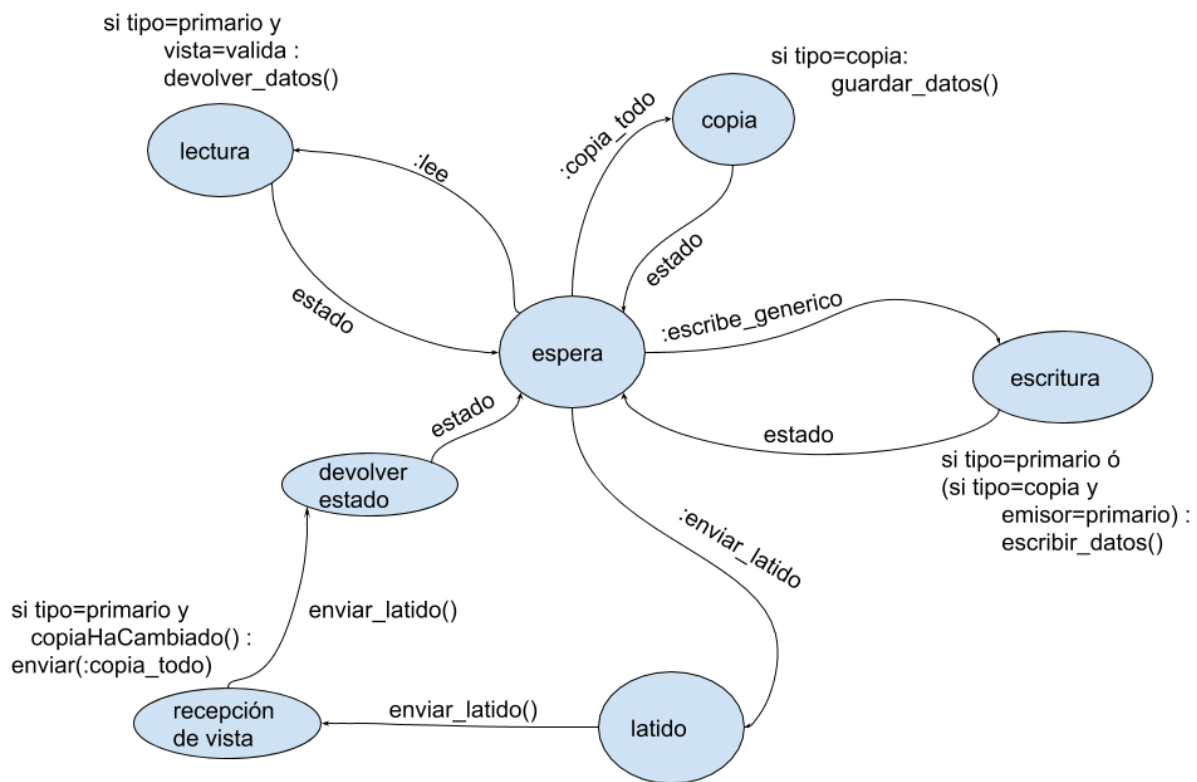 si tipo=primario y
vista=valida :
devolver_datos()
lectura
:lee
estado
si tipo=copia:
guardar_datos()
copia
:copia_todo
estado
espera
:escribe_generico
escritura
estado
si tipo=primario ó
(si tipo=copia y
emisor=primario) :
escribir_datos()
estado
devolver
estado
:enviar_latido
si tipo=primario y
copiaHaCambiado() :
enviar(:copia_todo)
enviar_latido()
recepción
de vista
enviar_latido()
latido